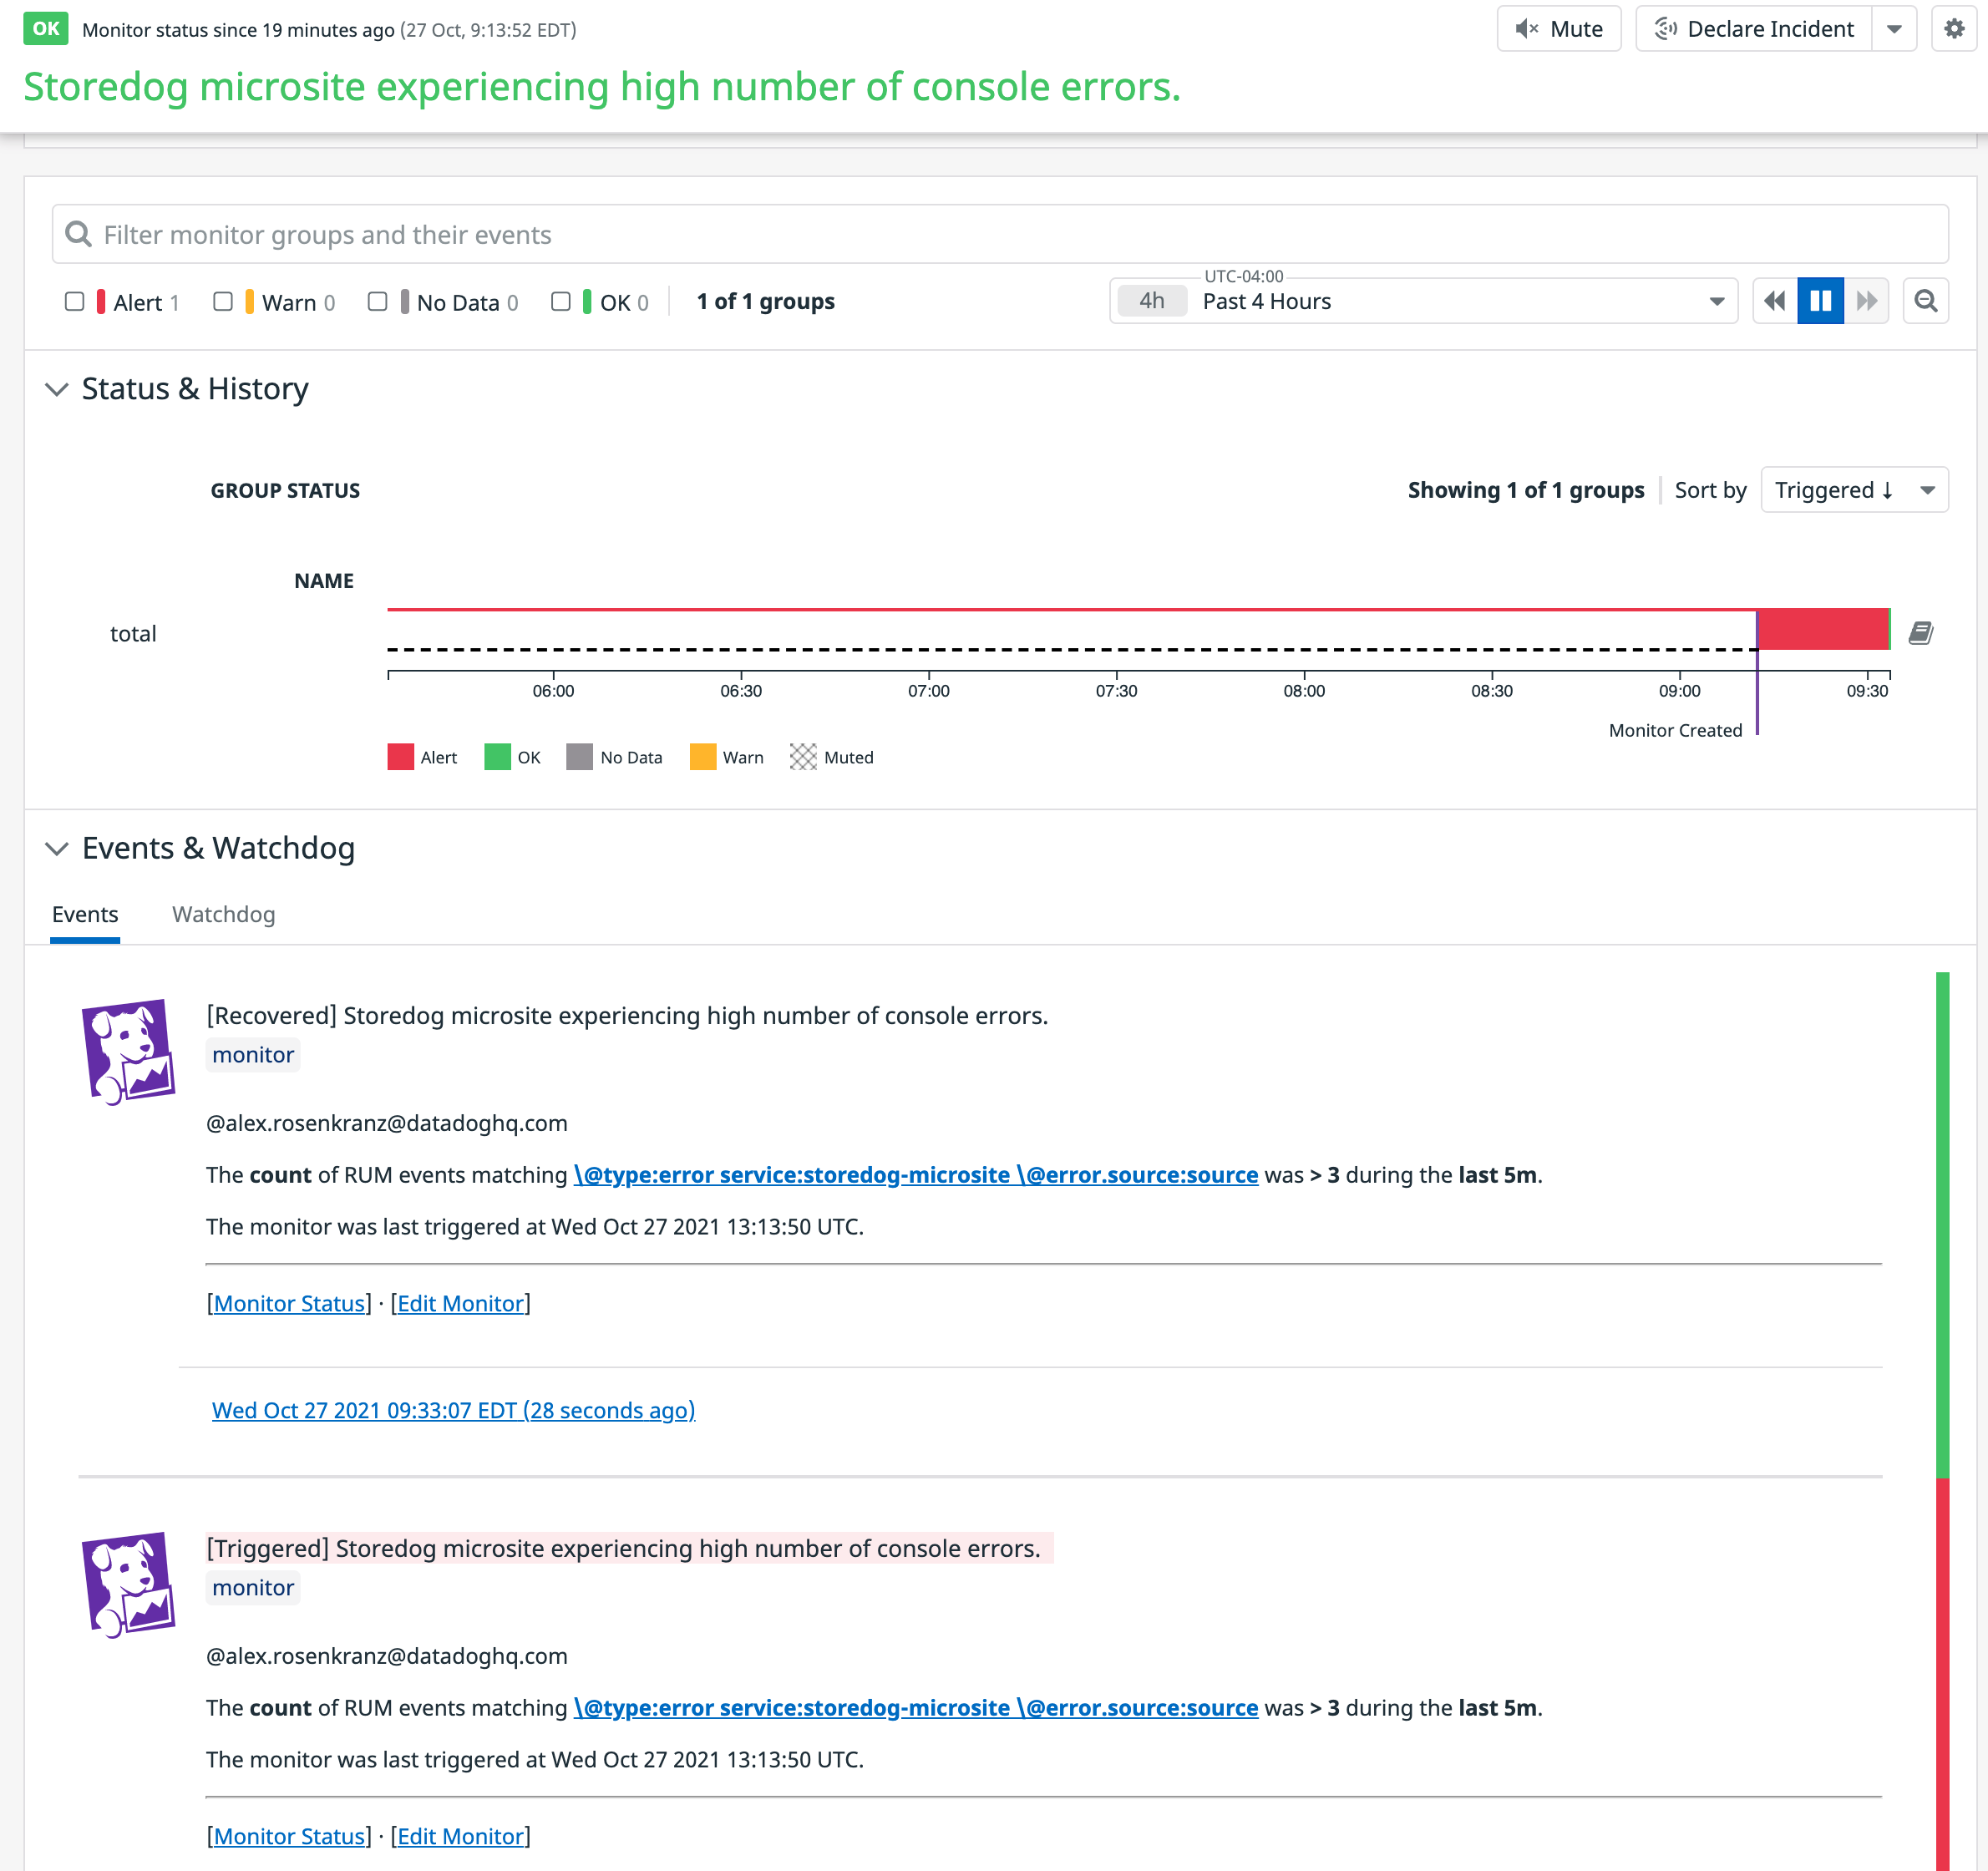 OK Monitor status since 19 minutes ago (27 Oct, 9:13:52 EDT)
Mute Declare Incident
Storedog microsite experiencing high number of console errors.
Filter monitor groups and their events
Alert 1 Warn 0 No Data 0 OK 0 1 of 1 groups
UTC-04:00
4h Past 4 Hours
Status & History
GROUP STATUS
Showing 1 of 1 groups Sort by Triggered ↓
NAME
total
06:00 06:30 07:00 07:30 08:00 08:30 09:00 09:30
Monitor Created
Alert OK No Data Warn Muted
Events & Watchdog
Events Watchdog
[Recovered] Storedog microsite experiencing high number of console errors.
monitor
@alex.rosenkranz@datadoghq.com
The count of RUM events matching \@type:error service:storedog-microsite \@error.source:source was > 3 during the last 5m.
The monitor was last triggered at Wed Oct 27 2021 13:13:50 UTC.
[Monitor Status] · [Edit Monitor]
Wed Oct 27 2021 09:33:07 EDT (28 seconds ago)
[Triggered] Storedog microsite experiencing high number of console errors.
monitor
@alex.rosenkranz@datadoghq.com
The count of RUM events matching \@type:error service:storedog-microsite \@error.source:source was > 3 during the last 5m.
The monitor was last triggered at Wed Oct 27 2021 13:13:50 UTC.
[Monitor Status] · [Edit Monitor]